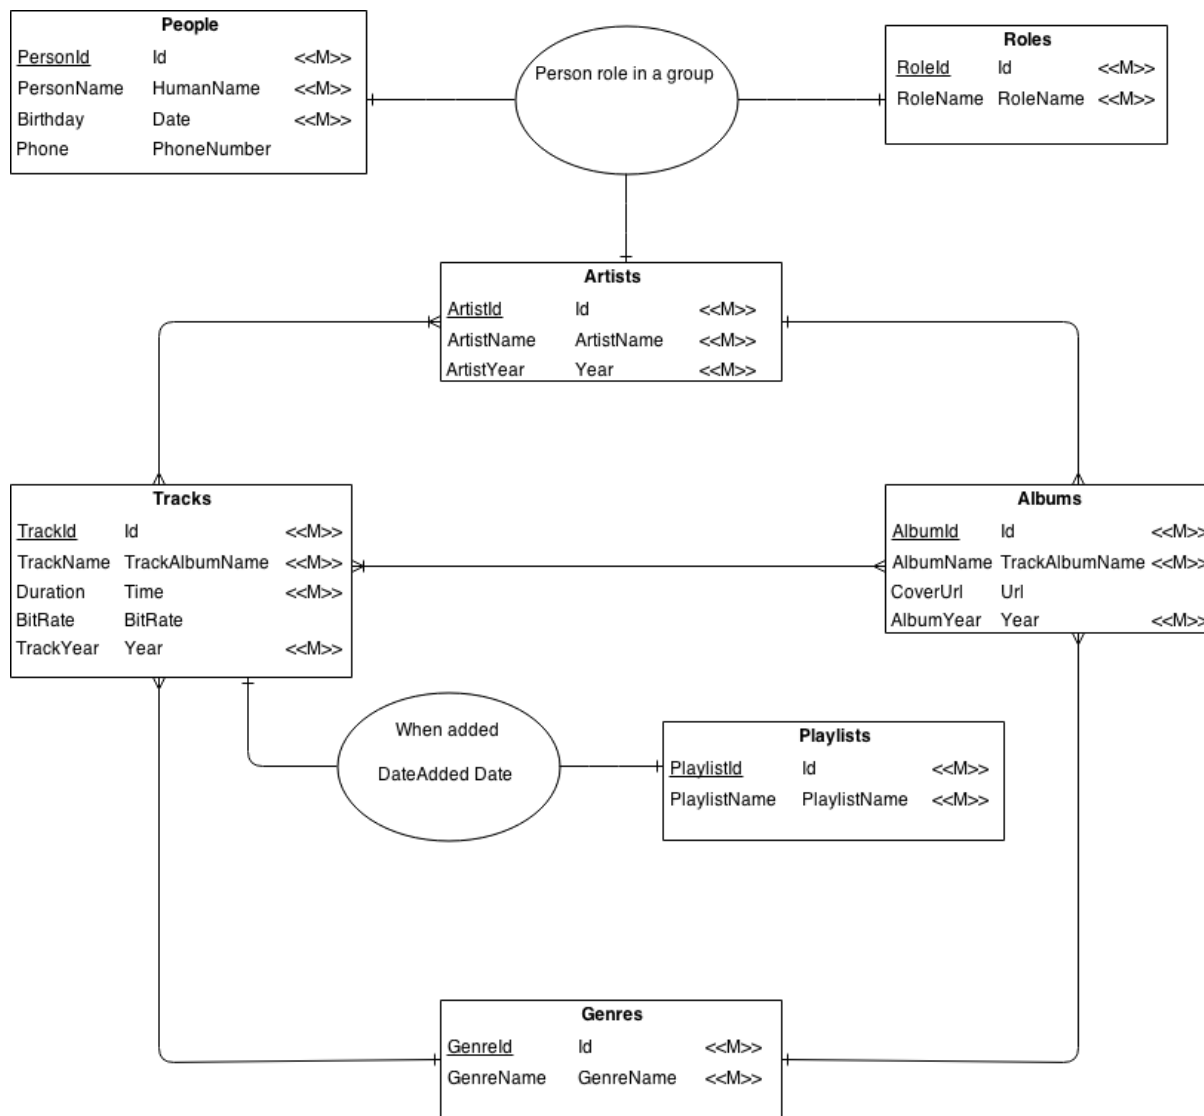 People
PersonId Id <<M>>
PersonName HumanName <<M>>
Birthday Date <<M>>
Phone PhoneNumber
Person role in a group
Roles
RoleId Id <<M>>
RoleName RoleName <<M>>
Artists
ArtistId Id <<M>>
ArtistName ArtistName <<M>>
ArtistYear Year <<M>>
Tracks
TrackId Id <<M>>
TrackName TrackAlbumName <<M>>
Duration Time <<M>>
BitRate BitRate
TrackYear Year <<M>>
Albums
AlbumId Id <<M>>
AlbumName TrackAlbumName <<M>>
CoverUrl Url
AlbumYear Year <<M>>
When added
DateAdded Date
Playlists
PlaylistId Id <<M>>
PlaylistName PlaylistName <<M>>
Genres
GenreId Id <<M>>
GenreName GenreName <<M>>